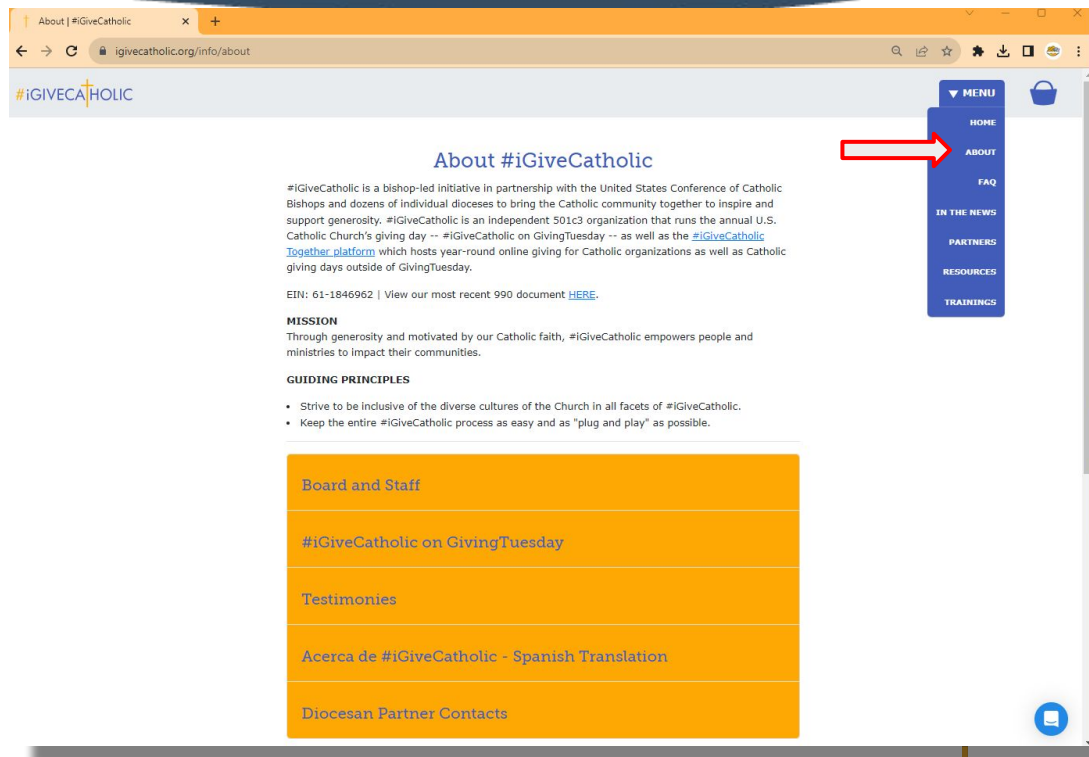 About | #iGiveCatholic
igivecatholic.org/info/about
#iGIVECATHOLIC
MENU
HOME
ABOUT
FAQ
IN THE NEWS
PARTNERS
RESOURCES
TRAININGS
About #iGiveCatholic
#iGiveCatholic is a bishop-led initiative in partnership with the United States Conference of Catholic
Bishops and dozens of individual dioceses to bring the Catholic community together to inspire and
support generosity. #iGiveCatholic is an independent 501c3 organization that runs the annual U.S.
Catholic Church's giving day -- #iGiveCatholic on GivingTuesday -- as well as the #iGiveCatholic
Together platform which hosts year-round online giving for Catholic organizations as well as Catholic
giving days outside of GivingTuesday.
EIN: 61-1846962 | View our most recent 990 document HERE.
MISSION
Through generosity and motivated by our Catholic faith, #iGiveCatholic empowers people and
ministries to impact their communities.
GUIDING PRINCIPLES
• Strive to be inclusive of the diverse cultures of the Church in all facets of #iGiveCatholic.
• Keep the entire #iGiveCatholic process as easy and as "plug and play" as possible.
Board and Staff
#iGiveCatholic on GivingTuesday
Testimonies
Acerca de #iGiveCatholic - Spanish Translation
Diocesan Partner Contacts